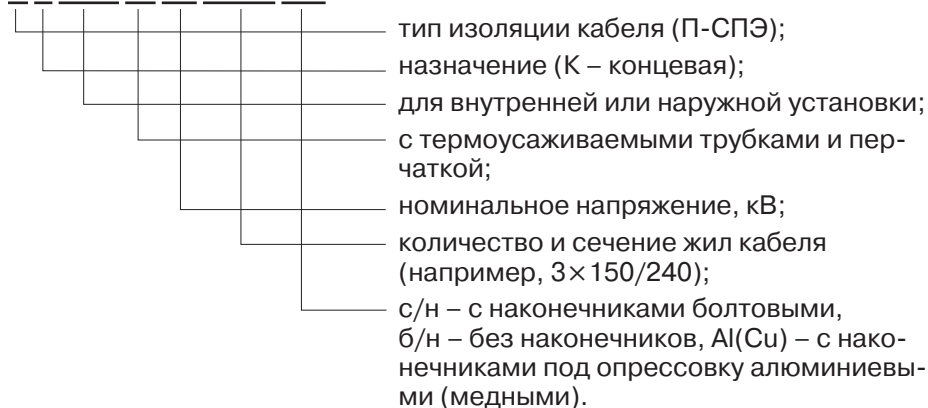 тип изоляции кабеля (П-СПЭ);
назначение (К – концевая);
для внутренней или наружной установки;
с термоусаживаемыми трубками и пер-
чаткой;
номинальное напряжение, кВ;
количество и сечение жил кабеля
(например, 3×150/240);
с/н – с наконечниками болтовыми,
б/н – без наконечников, Al(Cu) – с нако-
нечниками под опрессовку алюминиевы-
ми (медными).